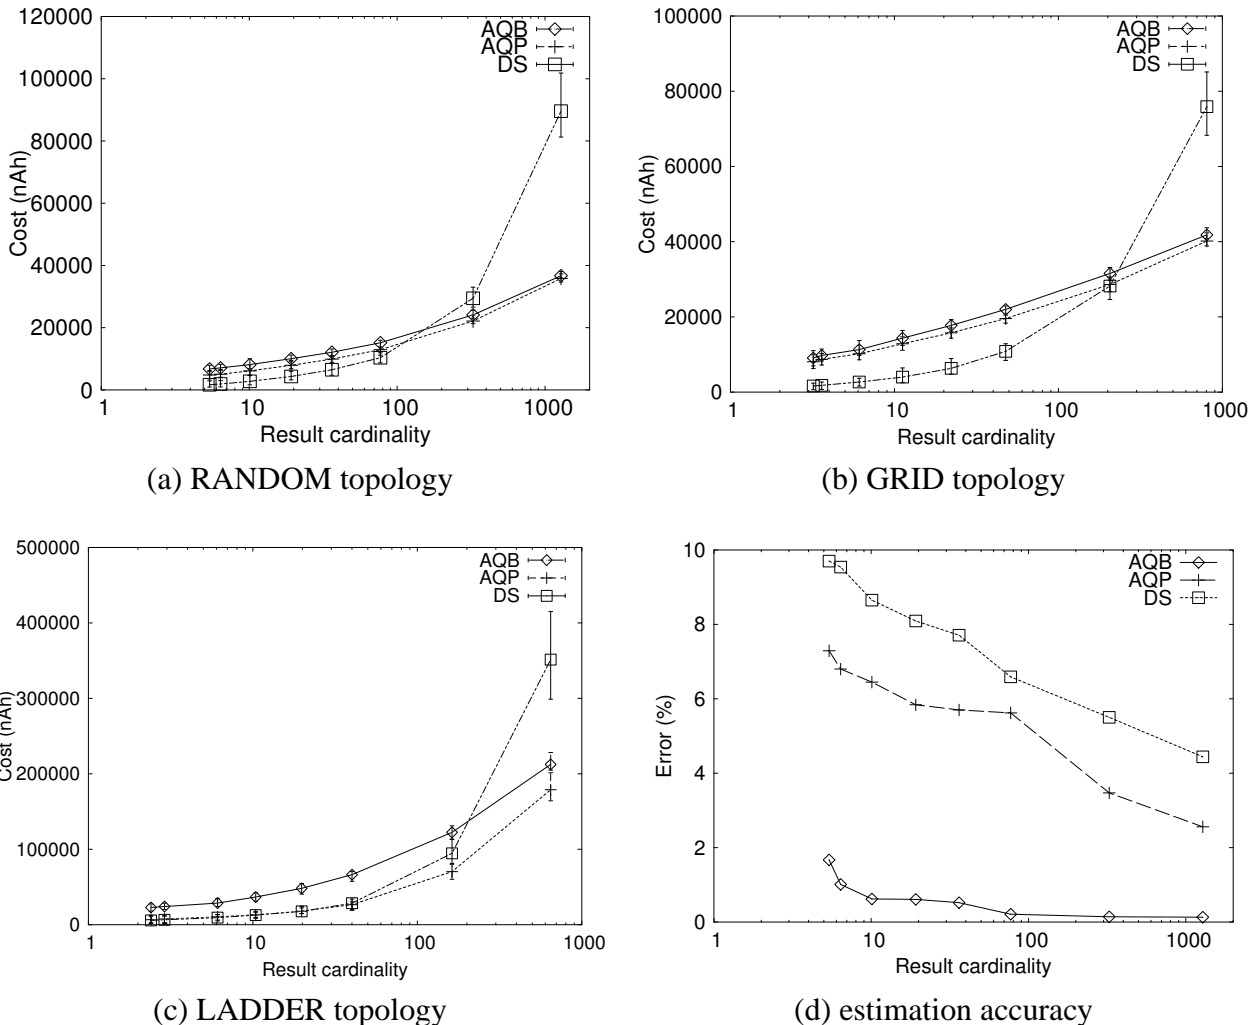 120000
100000
80000
60000
40000
20000
0
Cost (nAh)
1
10
100
1000
Result cardinality
AQB
AQP
DS
(a) RANDOM topology
100000
80000
60000
40000
20000
0
Cost (nAh)
1
10
100
1000
Result cardinality
AQB
AQP
DS
(b) GRID topology
500000
400000
300000
200000
100000
0
Cost (nAh)
1
10
100
1000
Result cardinality
AQB
AQP
DS
(c) LADDER topology
10
8
6
4
2
0
Error (%)
1
10
100
1000
Result cardinality
AQB
AQP
DS
(d) estimation accuracy